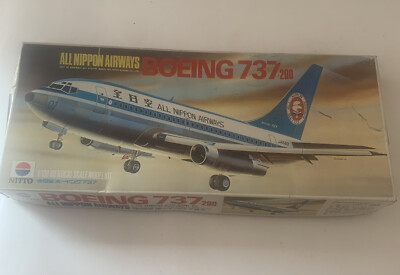 ALL NIPPON AIRWAYS
BOEING 737 200
全日空 ALL NIPPON AIRWAYS
NITTO
BOEING 737 200